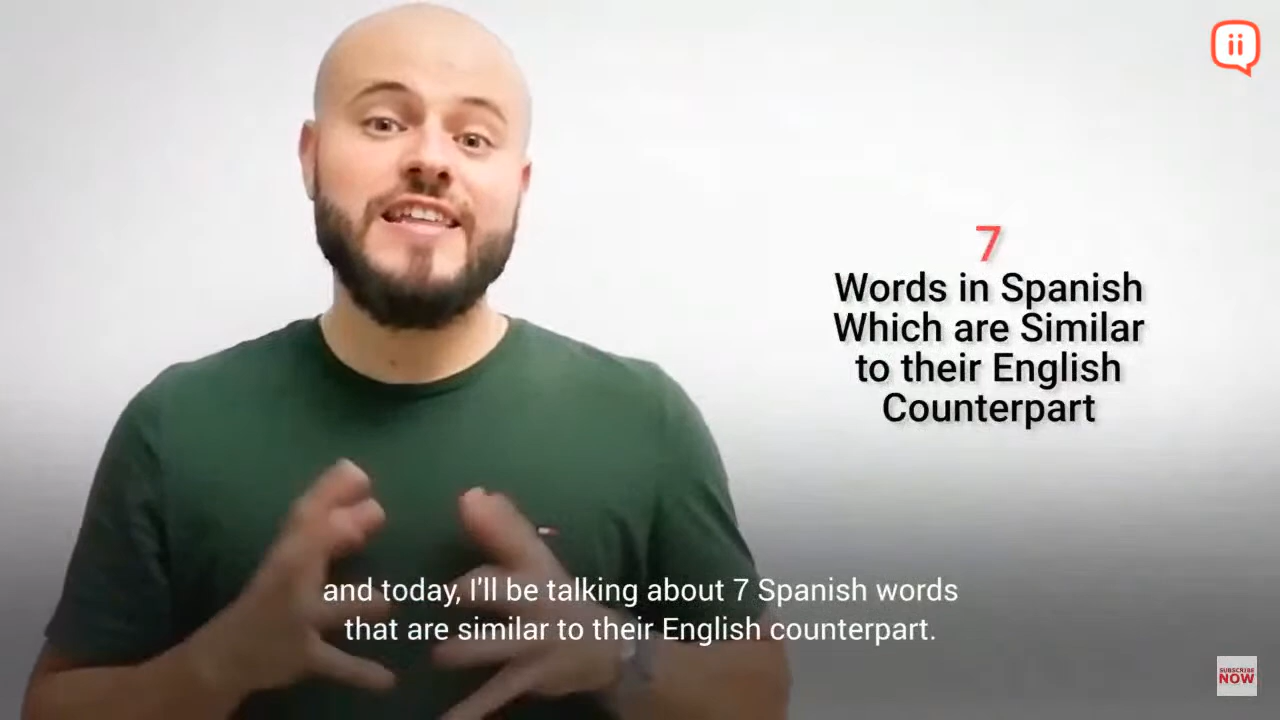 ii
7
Words in Spanish
Which are Similar
to their English
Counterpart
and today, I'll be talking about 7 Spanish words
that are similar to their English counterpart.
SUBSCRIBE
NOW